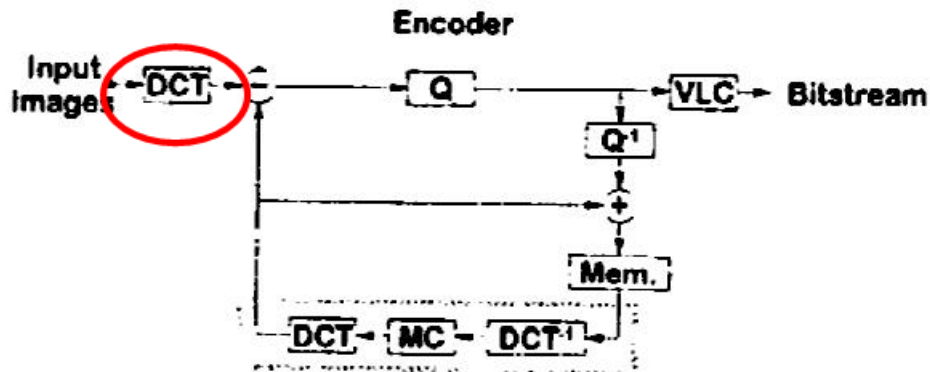 Encoder
Input Images
DCT
-
Q
VLC
Bitstream
Q-1
+
Mem.
DCT
MC
DCT-1